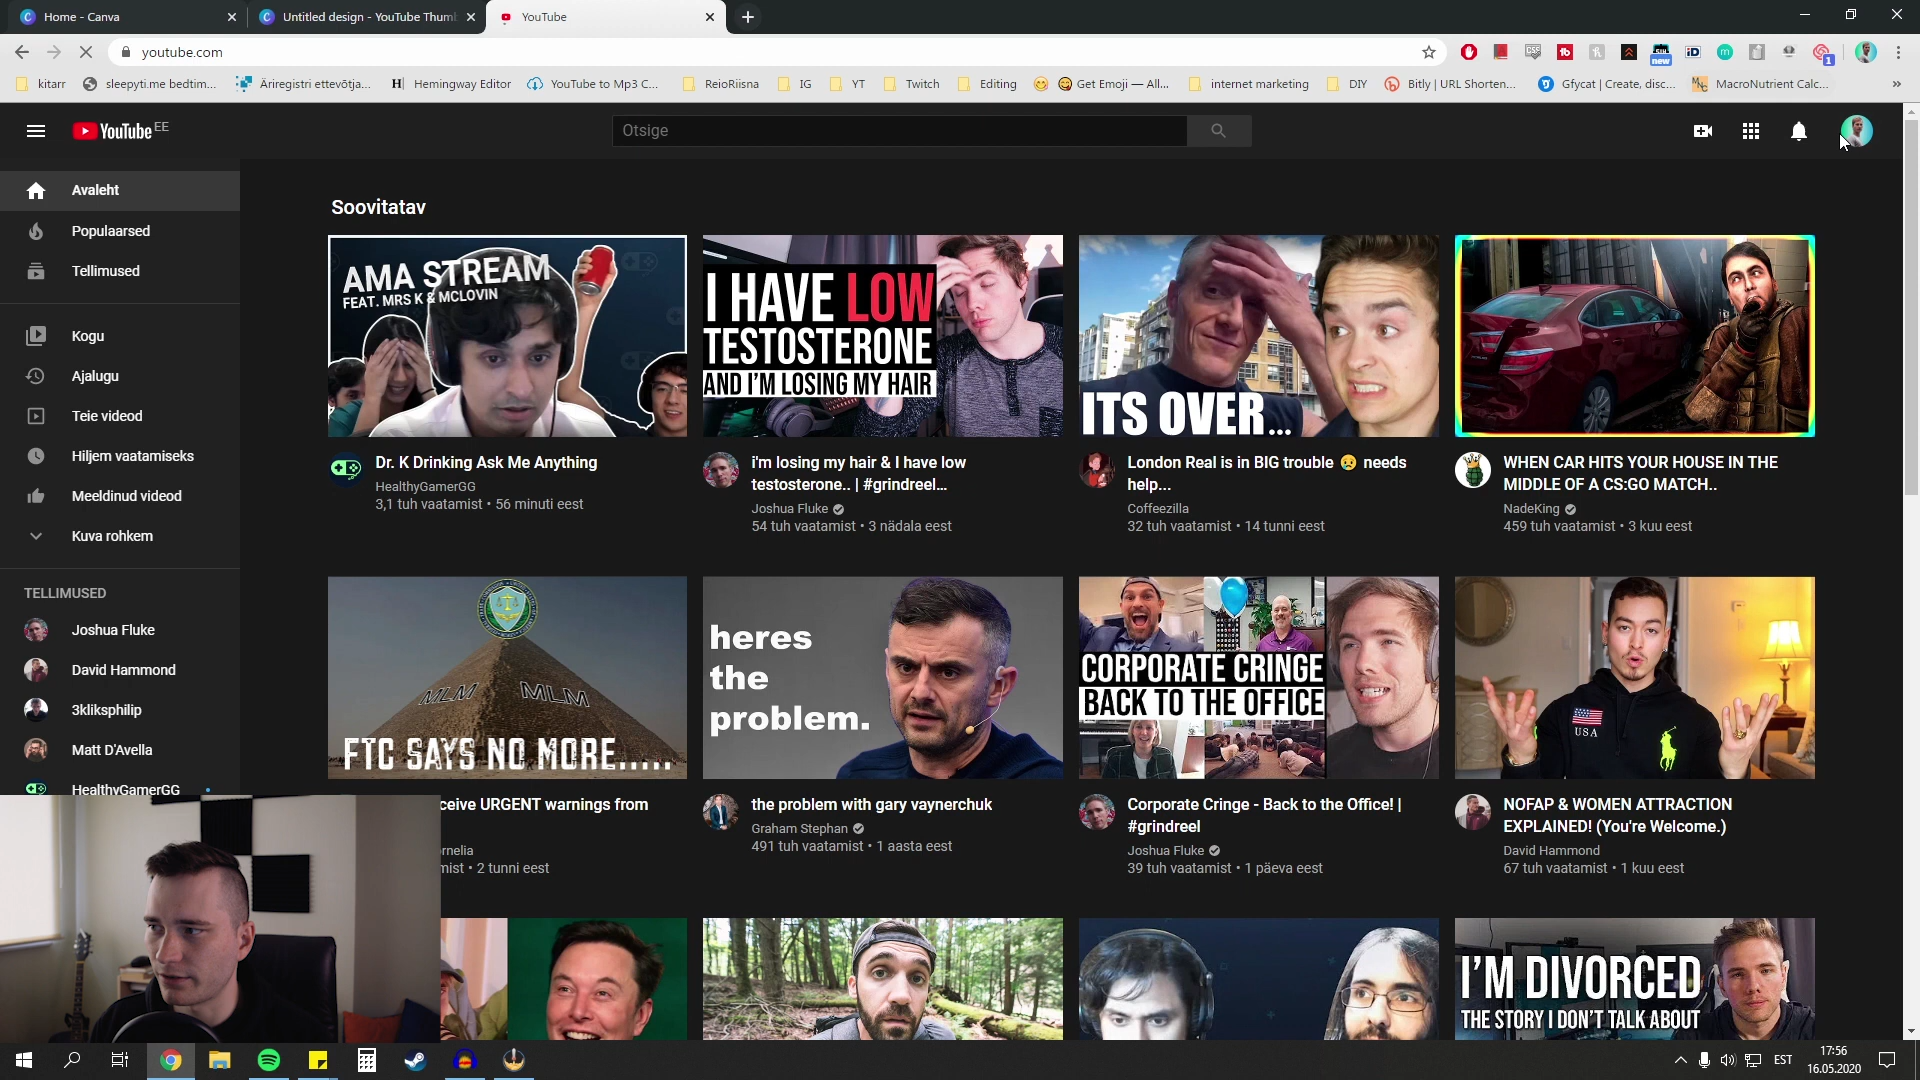 Home - Canva
Untitled design - YouTube Thumb
YouTube
youtube.com
kitarr
sleepyti.me bedtim...
Äriregistri ettevõtja...
Hemingway Editor
YouTube to Mp3 C...
ReioRiisna
IG
YT
Twitch
Editing
Get Emoji — All...
internet marketing
DIY
Bitly | URL Shorten...
Gfycat | Create, disc...
MacroNutrient Calc...
YouTube EE
Otsige
Avaleht
Populaarsed
Tellimused
Kogu
Ajalugu
Teie videod
Hiljem vaatamiseks
Meeldinud videod
Kuva rohkem
TELLIMUSED
Joshua Fluke
David Hammond
3kliksphilip
Matt D'Avella
HealthyGamerGG
Soovitatav
AMA STREAM
FEAT. MRS K & MCLOVIN
Dr. K Drinking Ask Me Anything
HealthyGamerGG
3,1 tuh vaatamist • 56 minuti eest
I HAVE LOW
TESTOSTERONE
AND I'M LOSING MY HAIR
i'm losing my hair & I have low
testosterone.. | #grindreel...
Joshua Fluke
54 tuh vaatamist • 3 nädala eest
ITS OVER...
London Real is in BIG trouble 😥 needs
help...
Coffeezilla
32 tuh vaatamist • 14 tunni eest
WHEN CAR HITS YOUR HOUSE IN THE
MIDDLE OF A CS:GO MATCH..
NadeKing
459 tuh vaatamist • 3 kuu eest
MLM MLM
FTC SAYS NO MORE.....
ceive URGENT warnings from
rnelia
mist • 2 tunni eest
heres
the
problem.
the problem with gary vaynerchuk
Graham Stephan
491 tuh vaatamist • 1 aasta eest
CORPORATE CRINGE
BACK TO THE OFFICE
Corporate Cringe - Back to the Office! |
#grindreel
Joshua Fluke
39 tuh vaatamist • 1 päeva eest
USA
NOFAP & WOMEN ATTRACTION
EXPLAINED! (You're Welcome.)
David Hammond
67 tuh vaatamist • 1 kuu eest
I'M DIVORCED
THE STORY I DON'T TALK ABOUT
EST
17:56
16.05.2020